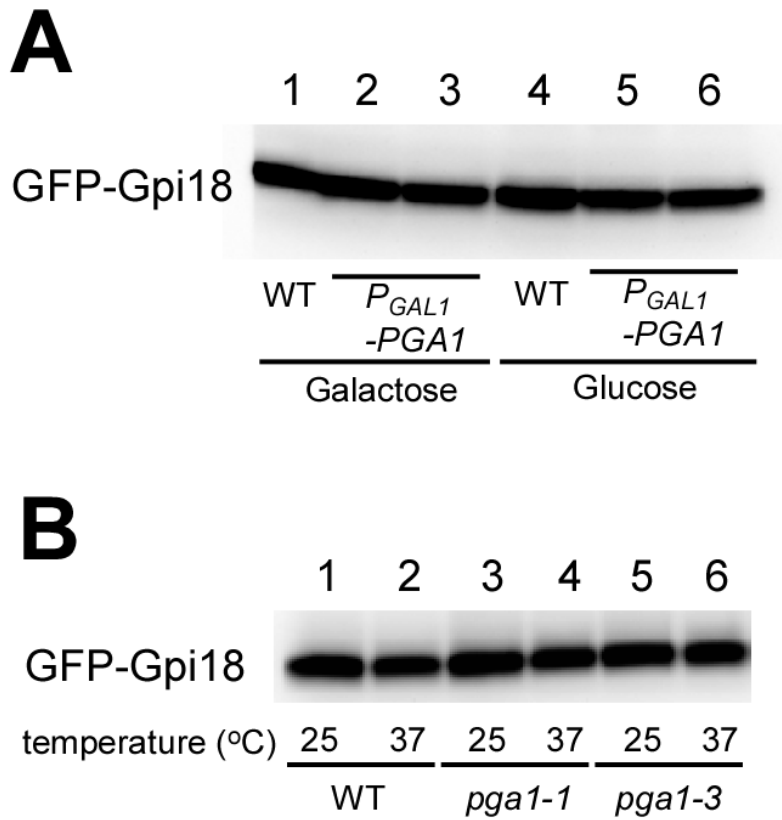 A
1 2 3 4 5 6
GFP-Gpi18
WT PGAL1 WT PGAL1
-PGA1 -PGA1
Galactose Glucose
B
1 2 3 4 5 6
GFP-Gpi18
temperature (oC) 25 37 25 37 25 37
WT pga1-1 pga1-3